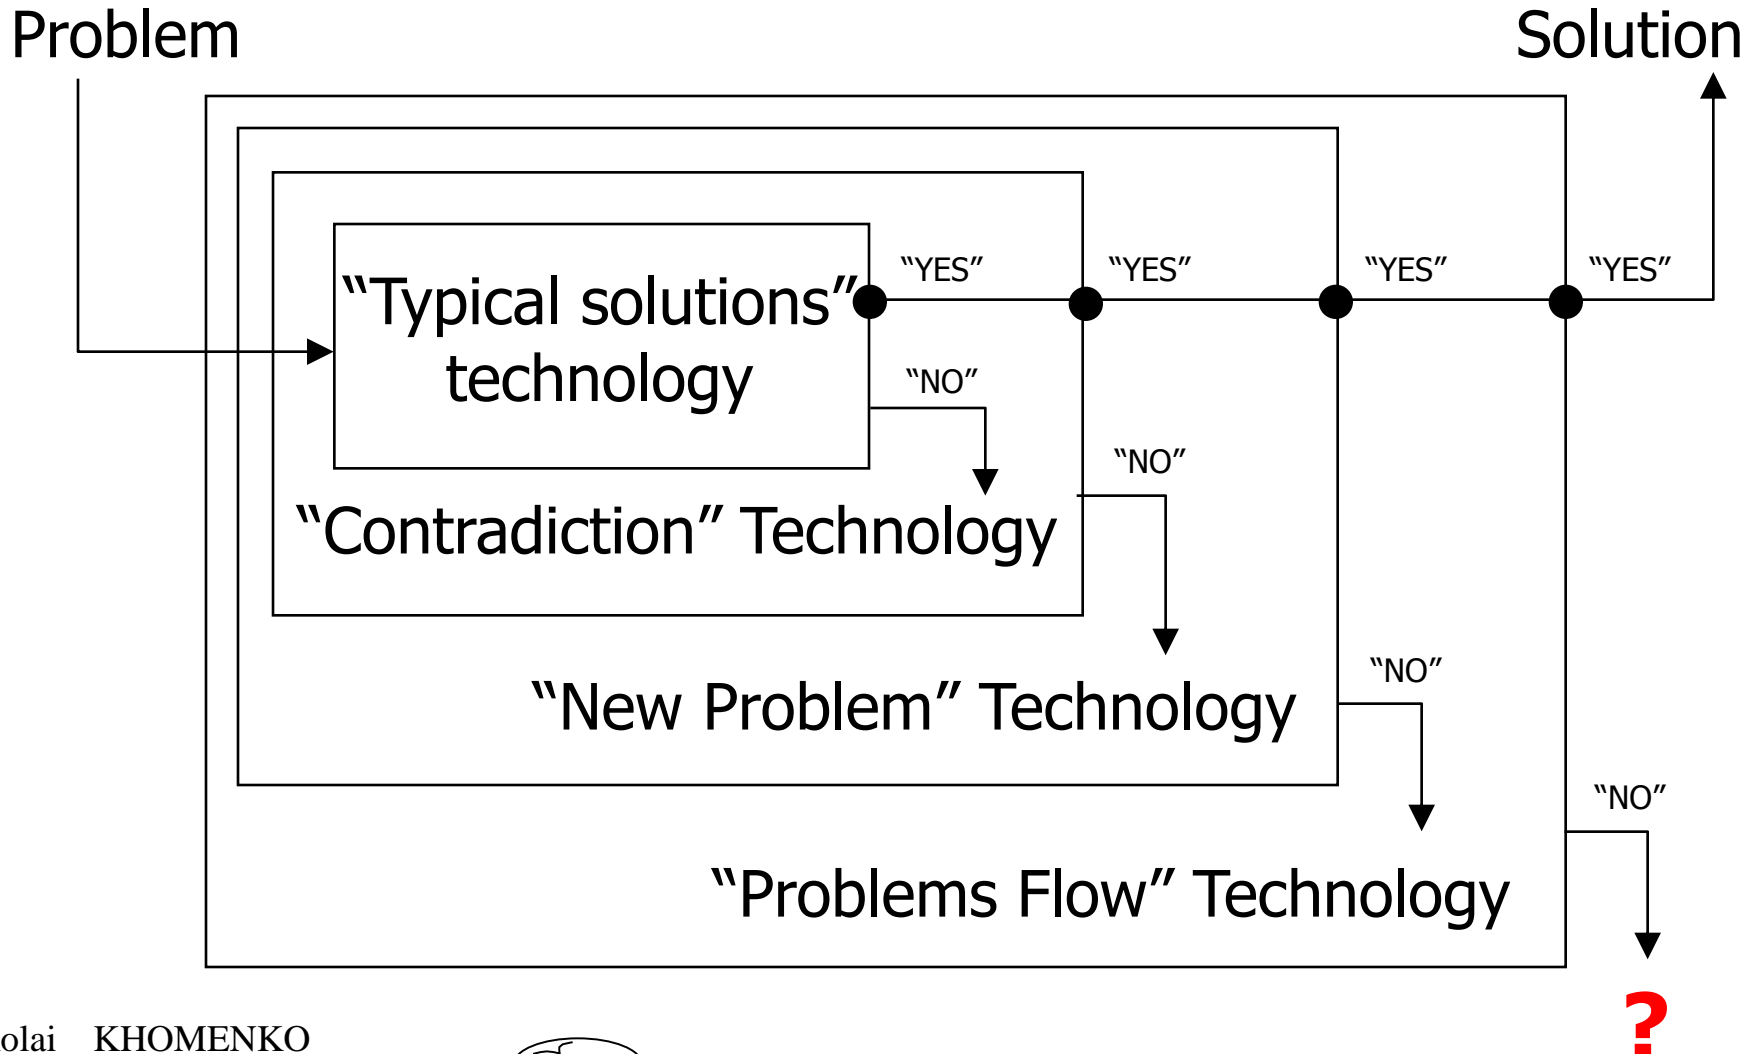 Problem
Solution
“YES” “YES” “YES” “YES”
“Typical solutions”
technology
“NO”
“NO”
“Contradiction” Technology
“NO”
“New Problem” Technology
“NO”
“Problems Flow” Technology
?
KHOMENKO